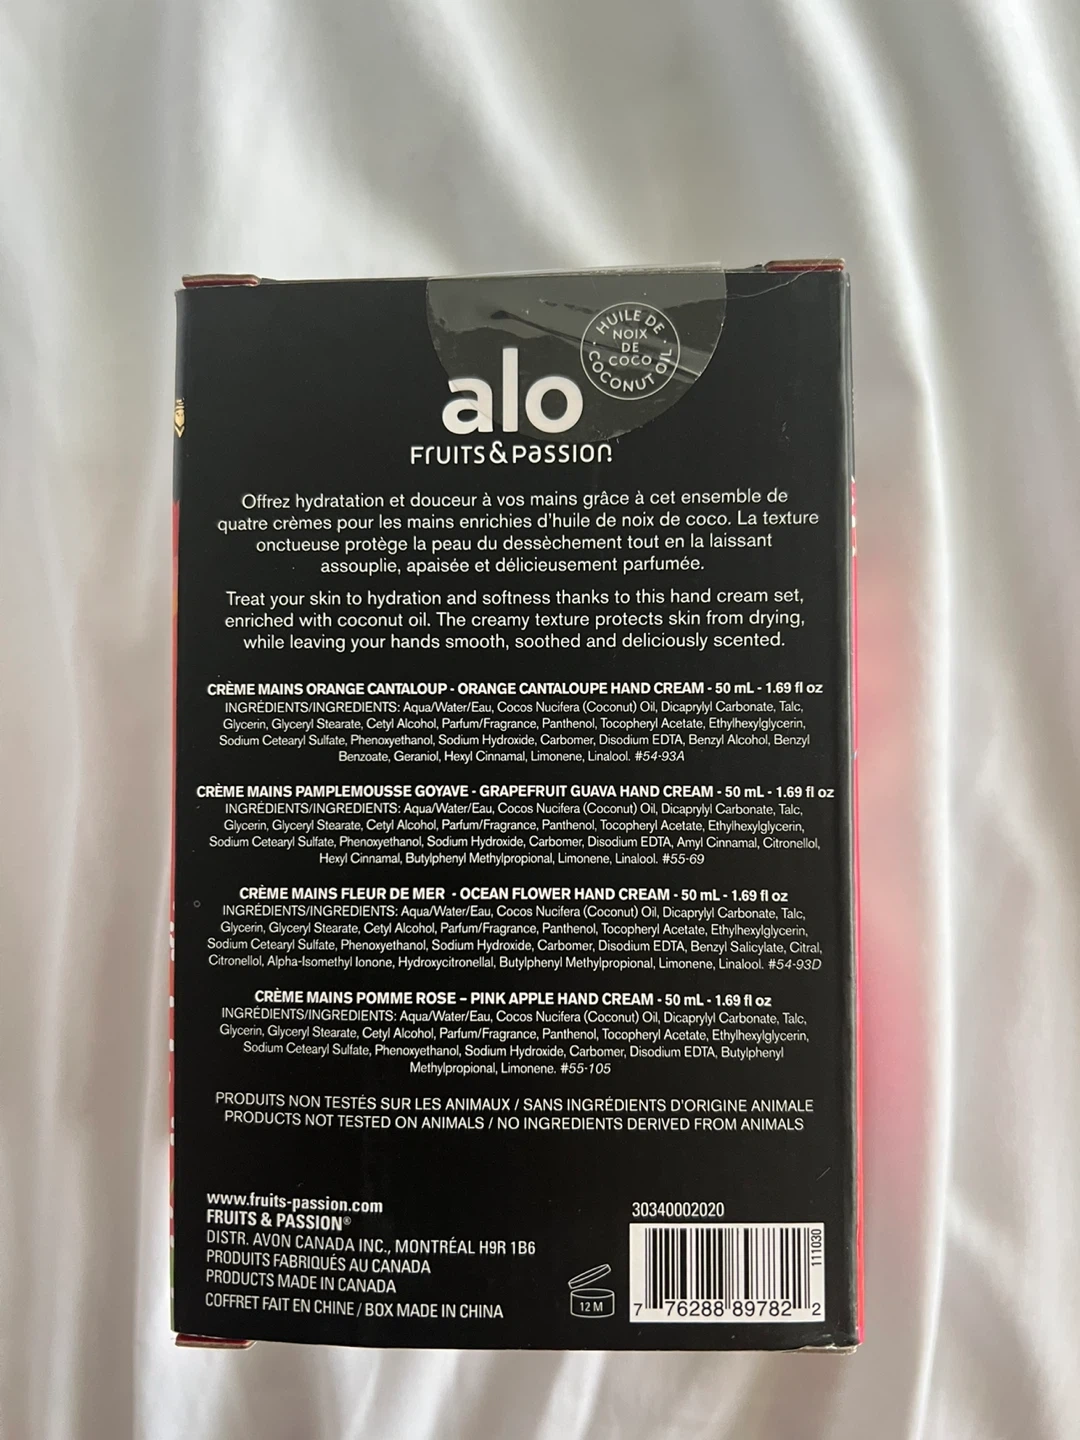 HUILE DE
NOIX
DE
COCO
COCONUT OIL
alo
FRUITS & PASSION
Offrez hydratation et douceur à vos mains grâce à cet ensemble de
quatre crèmes pour les mains enrichies d'huile de noix de coco. La texture
onctueuse protège la peau du dessèchement tout en la laissant
assouplie, apaisée et délicieusement parfumée.
Treat your skin to hydration and softness thanks to this hand cream set,
enriched with coconut oil. The creamy texture protects skin from drying,
while leaving your hands smooth, soothed and deliciously scented.
CRÈME MAINS ORANGE CANTALOUP - ORANGE CANTALOUPE HAND CREAM - 50 mL - 1.69 fl oz
INGRÉDIENTS/INGREDIENTS: Aqua/Water/Eau, Cocos Nucifera (Coconut) Oil, Dicaprylyl Carbonate, Talc,
Glycerin, Glyceryl Stearate, Cetyl Alcohol, Parfum/Fragrance, Panthenol, Tocopheryl Acetate, Ethylhexylglycerin,
Sodium Cetearyl Sulfate, Phenoxyethanol, Sodium Hydroxide, Carbomer, Disodium EDTA, Benzyl Alcohol, Benzyl
Benzoate, Geraniol, Hexyl Cinnamal, Limonene, Linalool. #54-93A
CRÈME MAINS PAMPLEMOUSSE GOYAVE - GRAPEFRUIT GUAVA HAND CREAM - 50 mL - 1.69 fl oz
INGRÉDIENTS/INGREDIENTS: Aqua/Water/Eau, Cocos Nucifera (Coconut) Oil, Dicaprylyl Carbonate, Talc,
Glycerin, Glyceryl Stearate, Cetyl Alcohol, Parfum/Fragrance, Panthenol, Tocopheryl Acetate, Ethylhexylglycerin,
Sodium Cetearyl Sulfate, Phenoxyethanol, Sodium Hydroxide, Carbomer, Disodium EDTA, Amyl Cinnamal, Citronellol,
Hexyl Cinnamal, Butylphenyl Methylpropional, Limonene, Linalool. #55-69
CRÈME MAINS FLEUR DE MER - OCEAN FLOWER HAND CREAM - 50 mL - 1.69 fl oz
INGRÉDIENTS/INGREDIENTS: Aqua/Water/Eau, Cocos Nucifera (Coconut) Oil, Dicaprylyl Carbonate, Talc,
Glycerin, Glyceryl Stearate, Cetyl Alcohol, Parfum/Fragrance, Panthenol, Tocopheryl Acetate, Ethylhexylglycerin,
Sodium Cetearyl Sulfate, Phenoxyethanol, Sodium Hydroxide, Carbomer, Disodium EDTA, Benzyl Salicylate, Citral,
Citronellol, Alpha-Isomethyl Ionone, Hydroxycitronellal, Butylphenyl Methylpropional, Limonene, Linalool. #54-93D
CRÈME MAINS POMME ROSE – PINK APPLE HAND CREAM - 50 mL - 1.69 fl oz
INGRÉDIENTS/INGREDIENTS: Aqua/Water/Eau, Cocos Nucifera (Coconut) Oil, Dicaprylyl Carbonate, Talc,
Glycerin, Glyceryl Stearate, Cetyl Alcohol, Parfum/Fragrance, Panthenol, Tocopheryl Acetate, Ethylhexylglycerin,
Sodium Cetearyl Sulfate, Phenoxyethanol, Sodium Hydroxide, Carbomer, Disodium EDTA, Butylphenyl
Methylpropional, Limonene. #55-105
PRODUITS NON TESTÉS SUR LES ANIMAUX / SANS INGRÉDIENTS D'ORIGINE ANIMALE
PRODUCTS NOT TESTED ON ANIMALS / NO INGREDIENTS DERIVED FROM ANIMALS
www.fruits-passion.com
FRUITS & PASSION®
DISTR. AVON CANADA INC., MONTRÉAL H9R 1B6
PRODUITS FABRIQUÉS AU CANADA
PRODUCTS MADE IN CANADA
COFFRET FAIT EN CHINE / BOX MADE IN CHINA
12 M
30340002020
111030
7 76288 89782 2